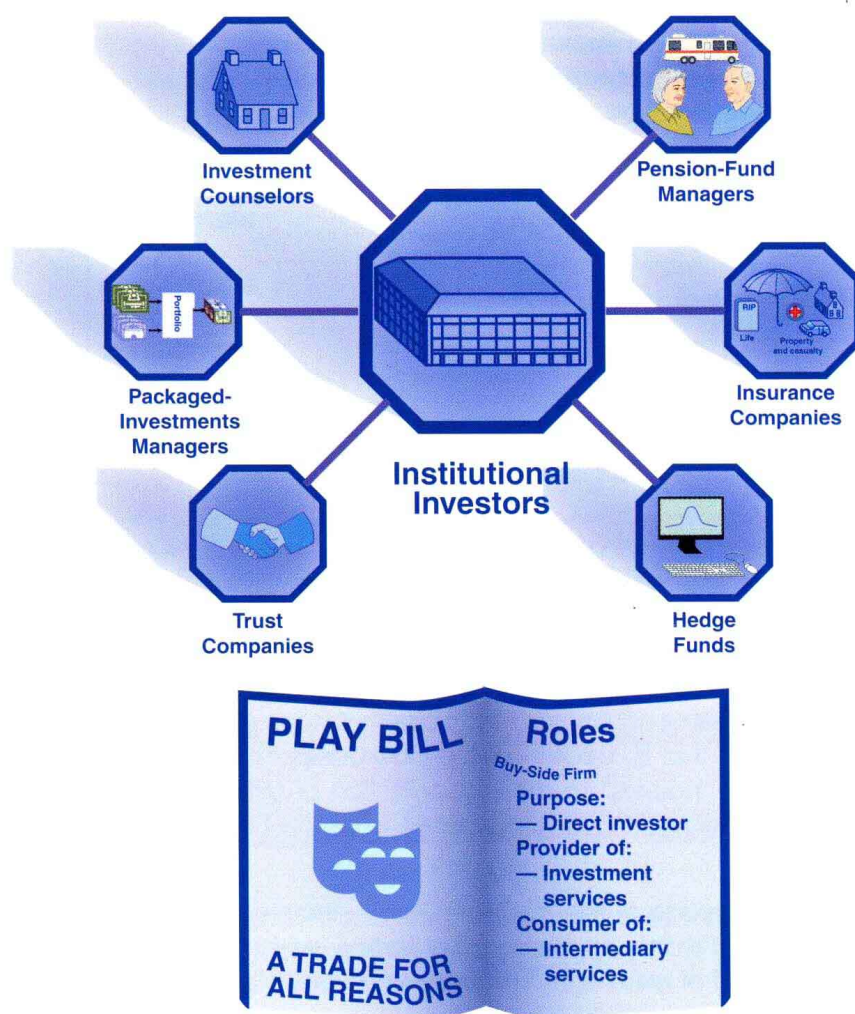 Investment
Counselors
Pension-Fund
Managers
Portfolio
Packaged-
Investments
Managers
RIP
Life
Property
and casualty
Insurance
Companies
Institutional
Investors
Trust
Companies
Hedge
Funds
PLAY BILL
A TRADE FOR
ALL REASONS
Roles
Buy-Side Firm
Purpose:
— Direct investor
Provider of:
— Investment
services
Consumer of:
— Intermediary
services